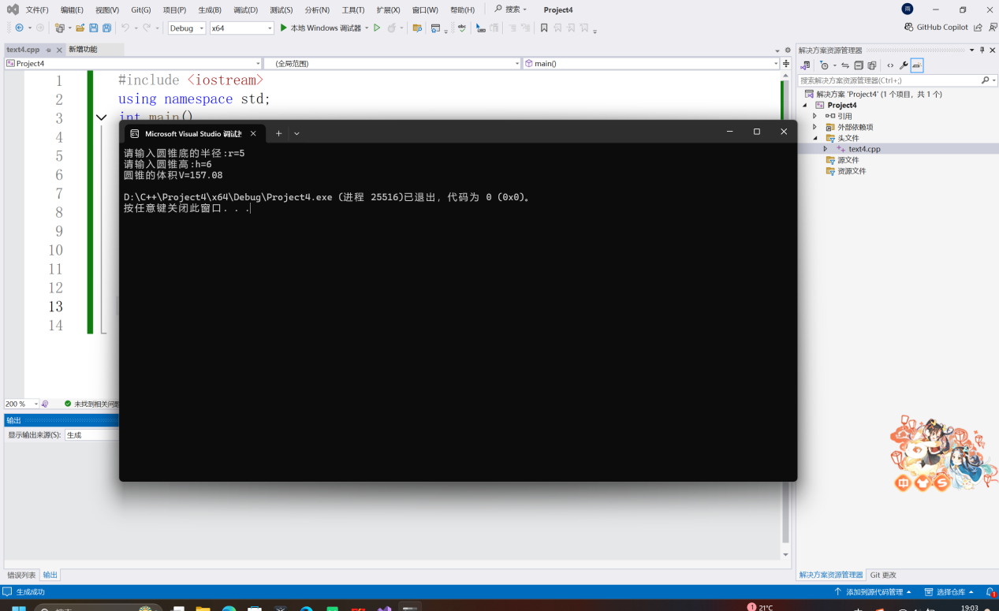 文件(F) 编辑(E) 视图(V) Git(G) 项目(P) 生成(B) 调试(D) 测试(S) 分析(N) 工具(T) 扩展(X) 窗口(W) 帮助(H) 搜索 Project4
Debug x64 本地 Windows 调试器 GitHub Copilot
text4.cpp 新增功能
Project4 (全局范围) main()
1 #include <iostream>
2 using namespace std;
3 int main()
4
5
6
7
8
9
10
11
12
13
14
Microsoft Visual Studio 调试
请输入圆锥底的半径:r=5
请输入圆锥高:h=6
圆锥的体积V=157.08
D:\C++\Project4\x64\Debug\Project4.exe (进程 25516)已退出，代码为 0 (0x0)。
按任意键关闭此窗口. . .
200 % 未找到相关问题
输出
显示输出来源(S): 生成
错误列表 输出
解决方案资源管理器
搜索解决方案资源管理器(Ctrl+;)
解决方案 'Project4' (1 个项目，共 1 个)
Project4
引用
外部依赖项
头文件
text4.cpp
源文件
资源文件
中 S
解决方案资源管理器 Git 更改
生成成功 添加到源代码管理 选择仓库 1
1 21°C 19:03